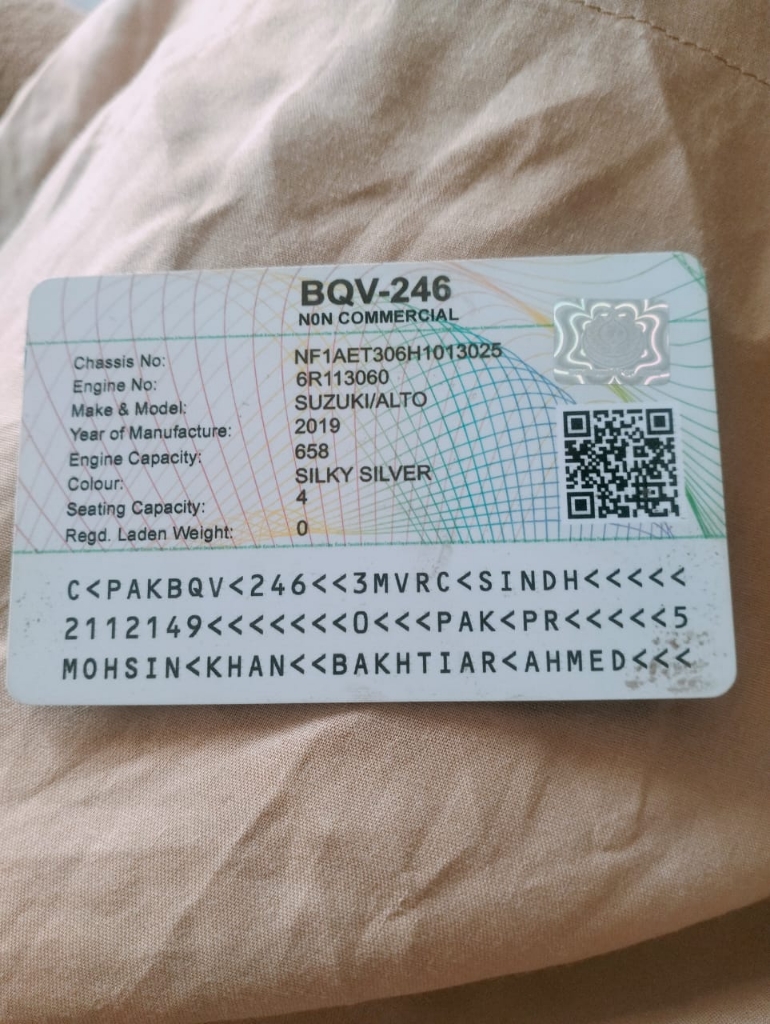 BQV-246
N0N COMMERCIAL
Chassis No: NF1AET306H1013025
Engine No: 6R113060
Make & Model: SUZUKI/ALTO
Year of Manufacture: 2019
Engine Capacity: 658
Colour: SILKY SILVER
Seating Capacity: 4
Regd. Laden Weight: 0
C<PAKBQV<246<<3MVRC<SINDH<<<<<
2112149<<<<<<<0<<<PAK<PR<<<<<5
MOHSIN<KHAN<<BAKHTIAR<AHMED<<<